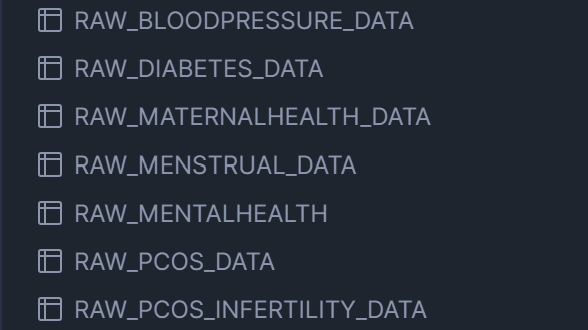 RAW_BLOODPRESSURE_DATA
RAW_DIABETES_DATA
RAW_MATERNALHEALTH_DATA
RAW_MENSTRUAL_DATA
RAW_MENTALHEALTH
RAW_PCOS_DATA
RAW_PCOS_INFERTILITY_DATA